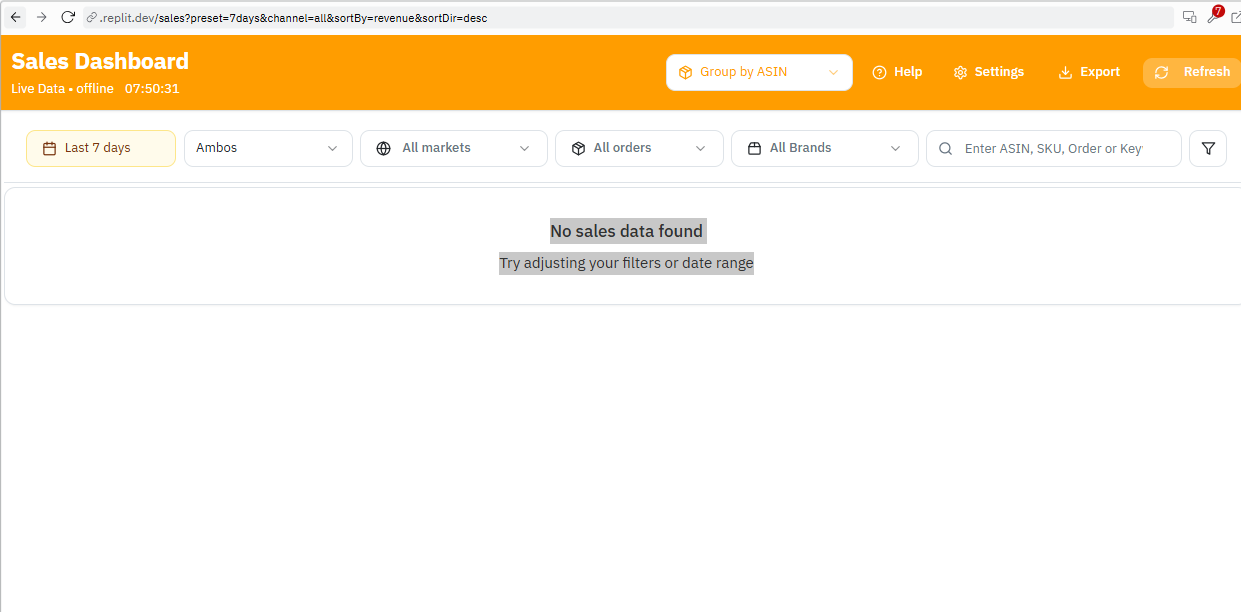 .replit.dev/sales?preset=7days&channel=all&sortBy=revenue&sortDir=desc
7
Sales Dashboard
Live Data • offline 07:50:31
Group by ASIN
Help
Settings
Export
Refresh
Last 7 days
Ambos
All markets
All orders
All Brands
Enter ASIN, SKU, Order or Key
No sales data found
Try adjusting your filters or date range